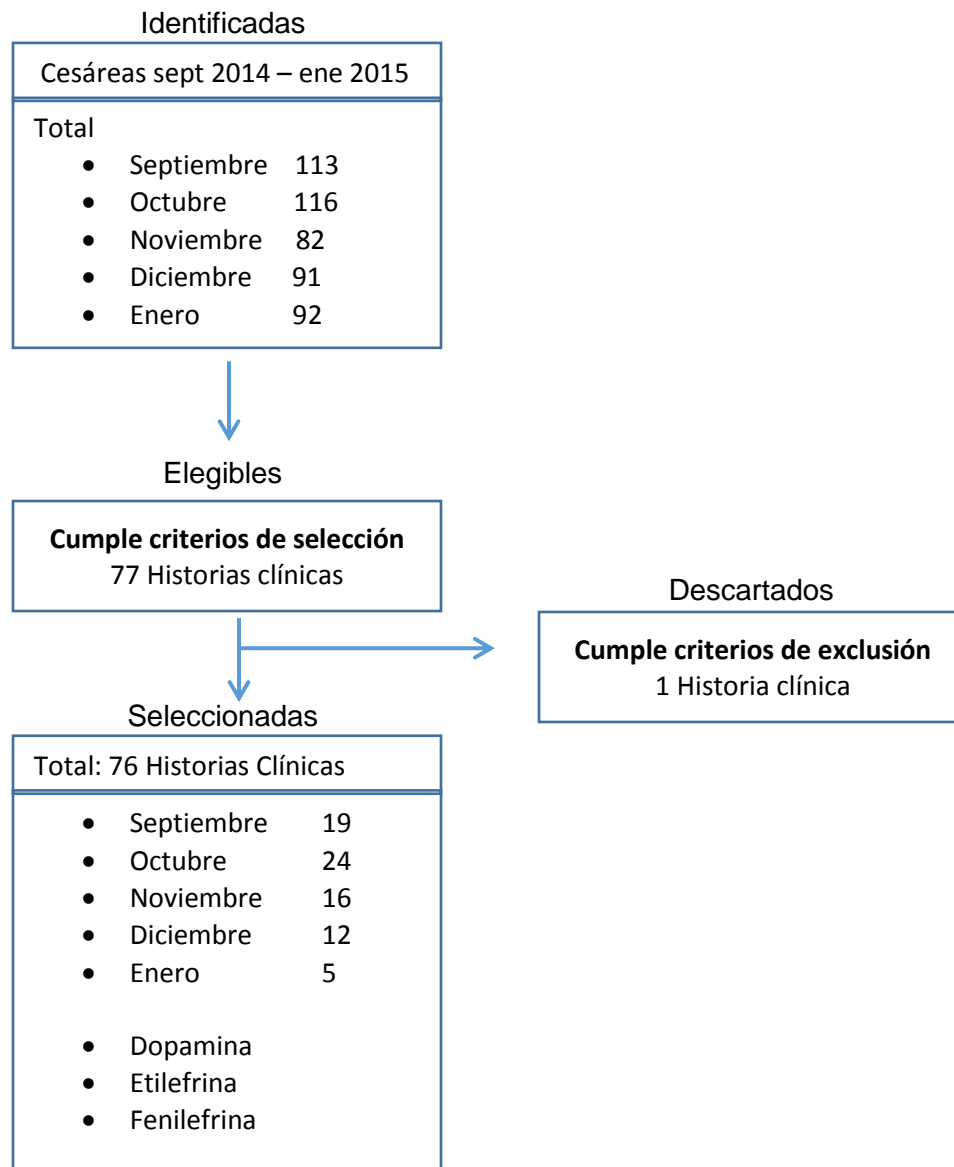 Identificadas
Cesáreas sept 2014 – ene 2015
Total
• Septiembre 113
• Octubre 116
• Noviembre 82
• Diciembre 91
• Enero 92
Elegibles
Cumple criterios de selección
77 Historias clínicas
Descartados
Cumple criterios de exclusión
1 Historia clínica
Seleccionadas
Total: 76 Historias Clínicas
• Septiembre 19
• Octubre 24
• Noviembre 16
• Diciembre 12
• Enero 5
• Dopamina
• Etilefrina
• Fenilefrina